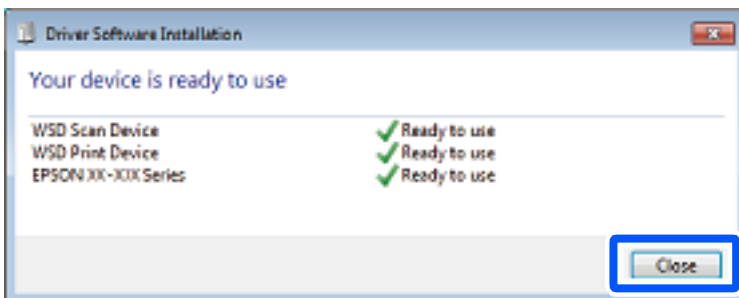 Driver Software Installation
Your device is ready to use
WSD Scan Device Ready to use
WSD Print Device Ready to use
EPSON XX-XXX Series Ready to use
Close